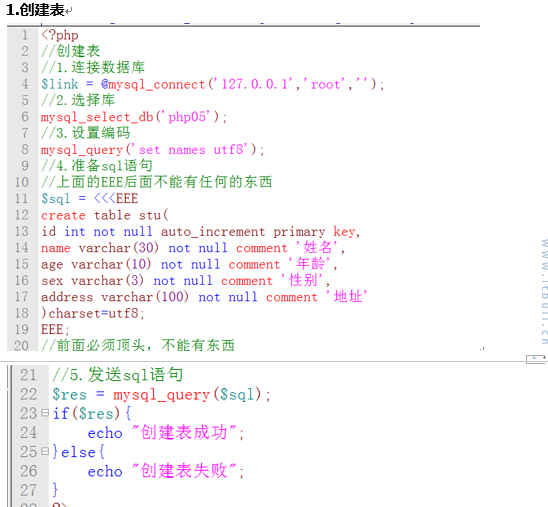 1.创建表
1 <?php
2 //创建表
3 //1.连接数据库
4 $link = @mysql_connect('127.0.0.1','root','');
5 //2.选择库
6 mysql_select_db('php05');
7 //3.设置编码
8 mysql_query('set names utf8');
9 //4.准备sql语句
10 //上面的EEE后面不能有任何的东西
11 $sql = <<<EEE
12 create table stu(
13 id int not null auto_increment primary key,
14 name varchar(30) not null comment '姓名',
15 age varchar(10) not null comment '年龄',
16 sex varchar(3) not null comment '性别',
17 address varchar(100) not null comment '地址'
18 )charset=utf8;
19 EEE;
20 //前面必须顶头，不能有东西
21 //5.发送sql语句
22 $res = mysql_query($sql);
23 if($res){
24 echo "创建表成功";
25 }else{
26 echo "创建表失败";
27 }
www.itbull.cn